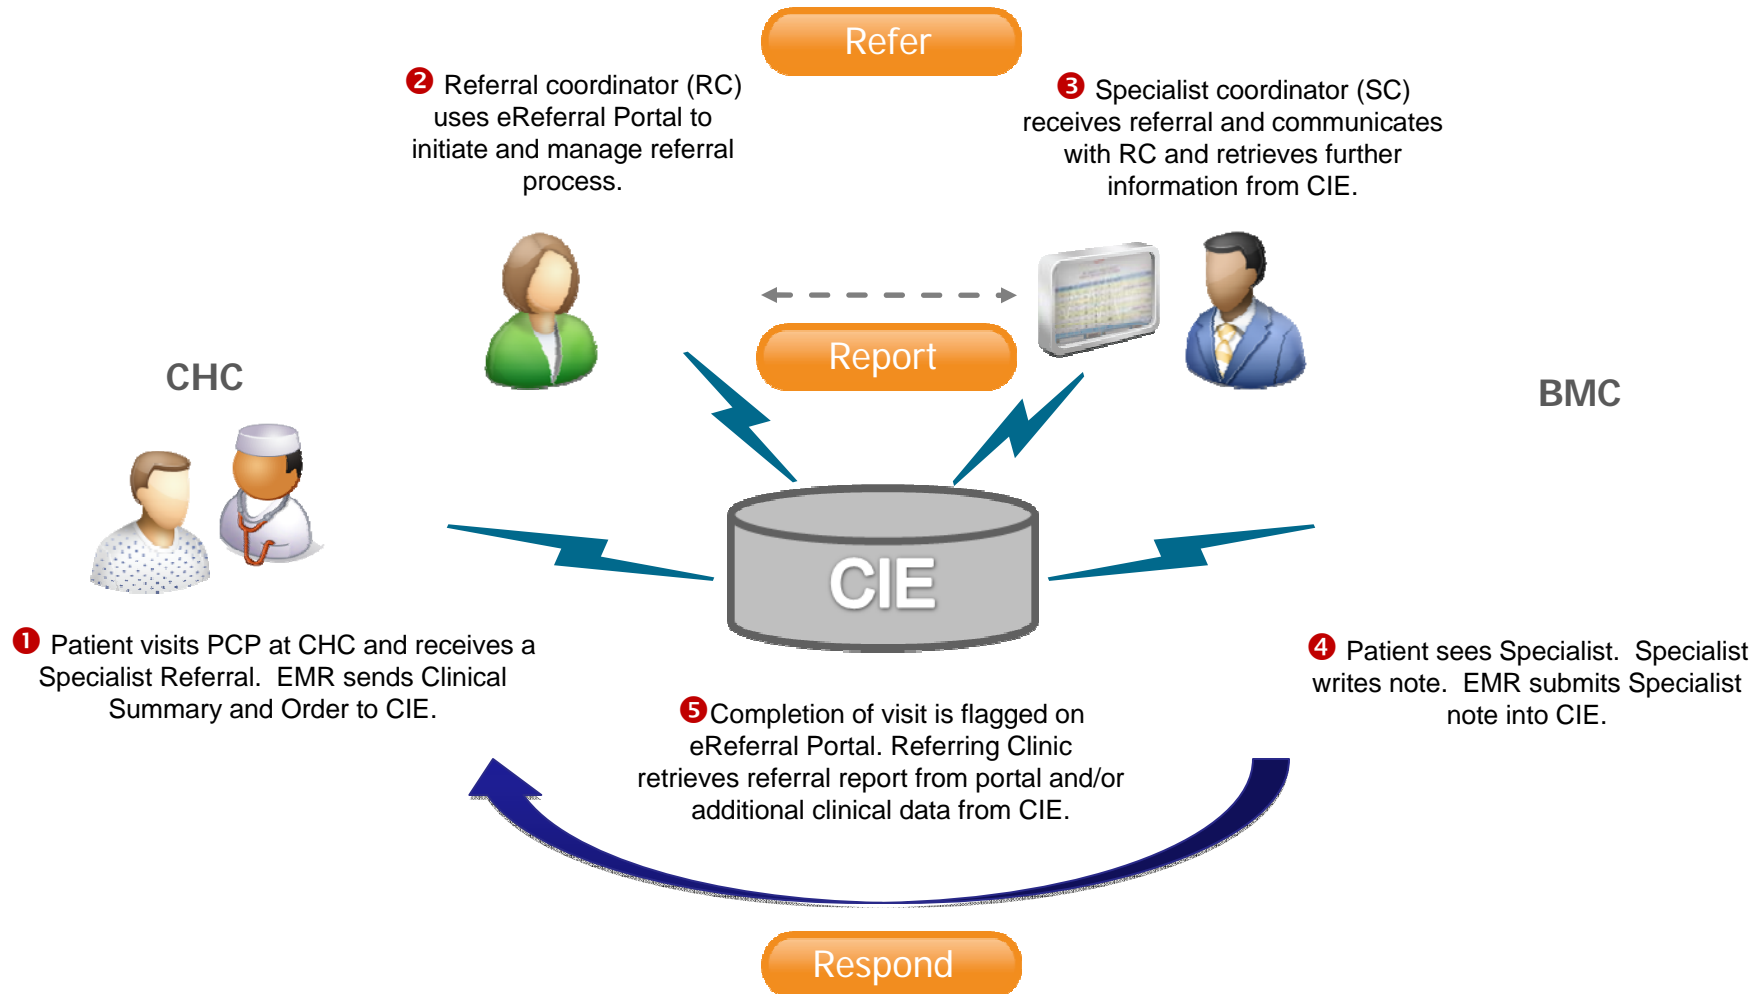 Refer
❷ Referral coordinator (RC)
uses eReferral Portal to
initiate and manage referral
process.
❸ Specialist coordinator (SC)
receives referral and communicates
with RC and retrieves further
information from CIE.
Report
CHC
BMC
CIE
❶ Patient visits PCP at CHC and receives a
Specialist Referral. EMR sends Clinical
Summary and Order to CIE.
❹ Patient sees Specialist. Specialist
writes note. EMR submits Specialist
note into CIE.
❺Completion of visit is flagged on
eReferral Portal. Referring Clinic
retrieves referral report from portal and/or
additional clinical data from CIE.
Respond